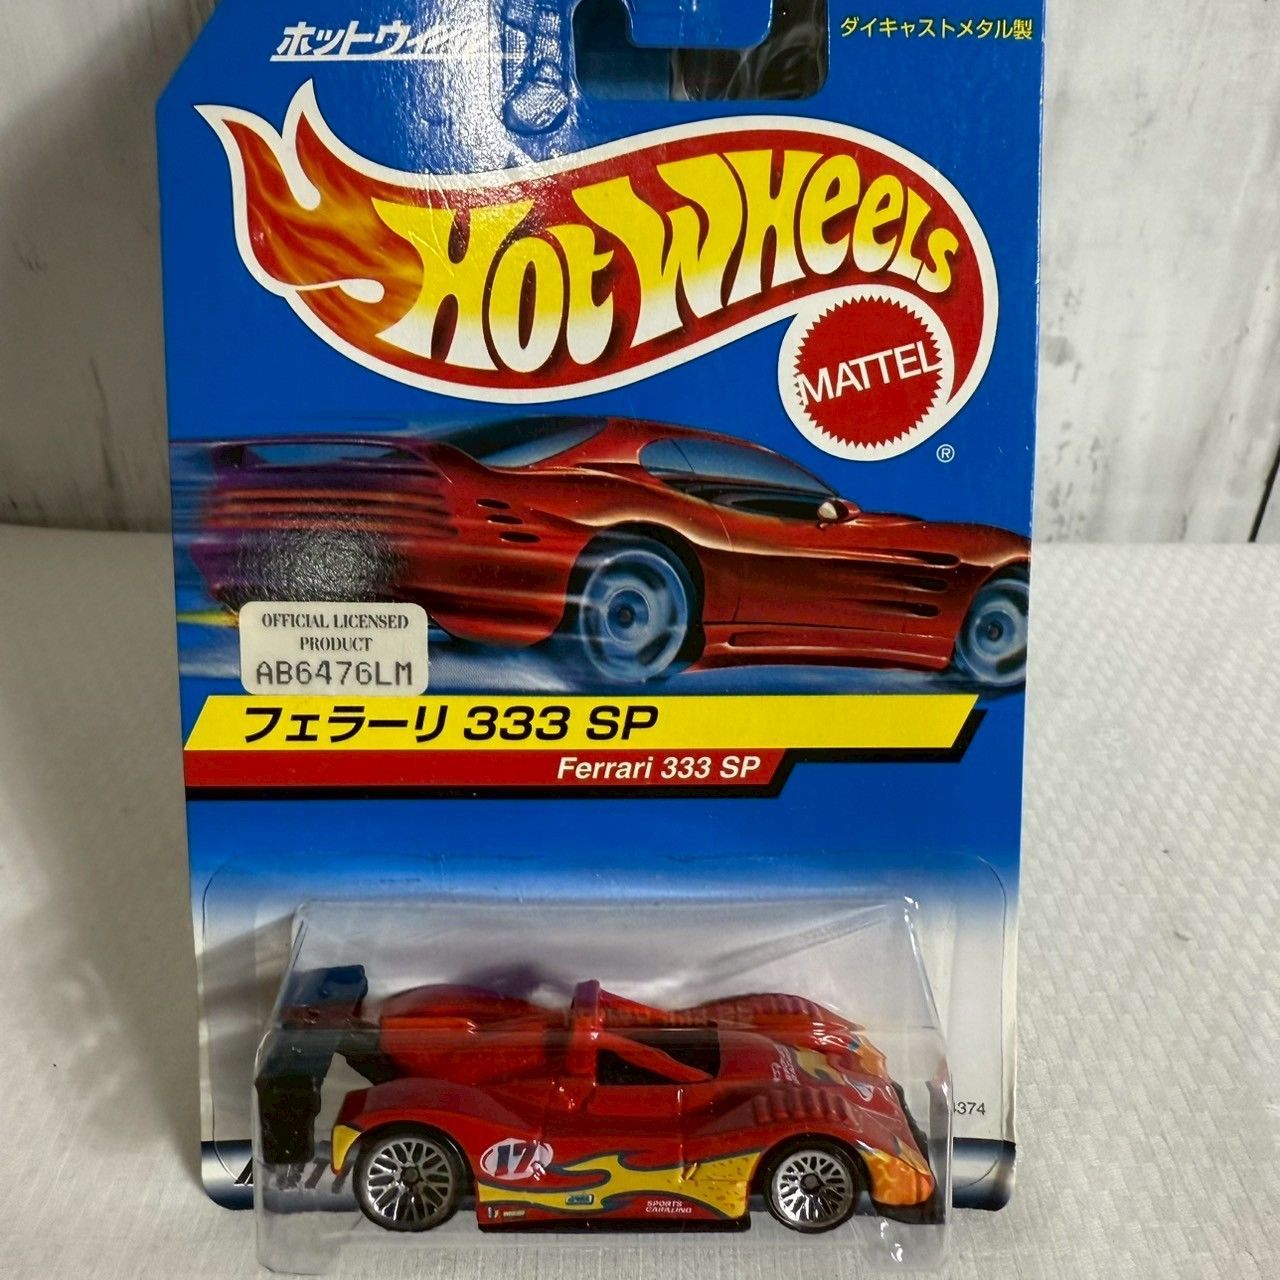 ホットウィール
ダイキャストメタル製
HOT WHEELS
MATTEL
®
OFFICIAL LICENSED
PRODUCT
AB6476LM
フェラーリ 333 SP
Ferrari 333 SP
4374
17
SPORTS